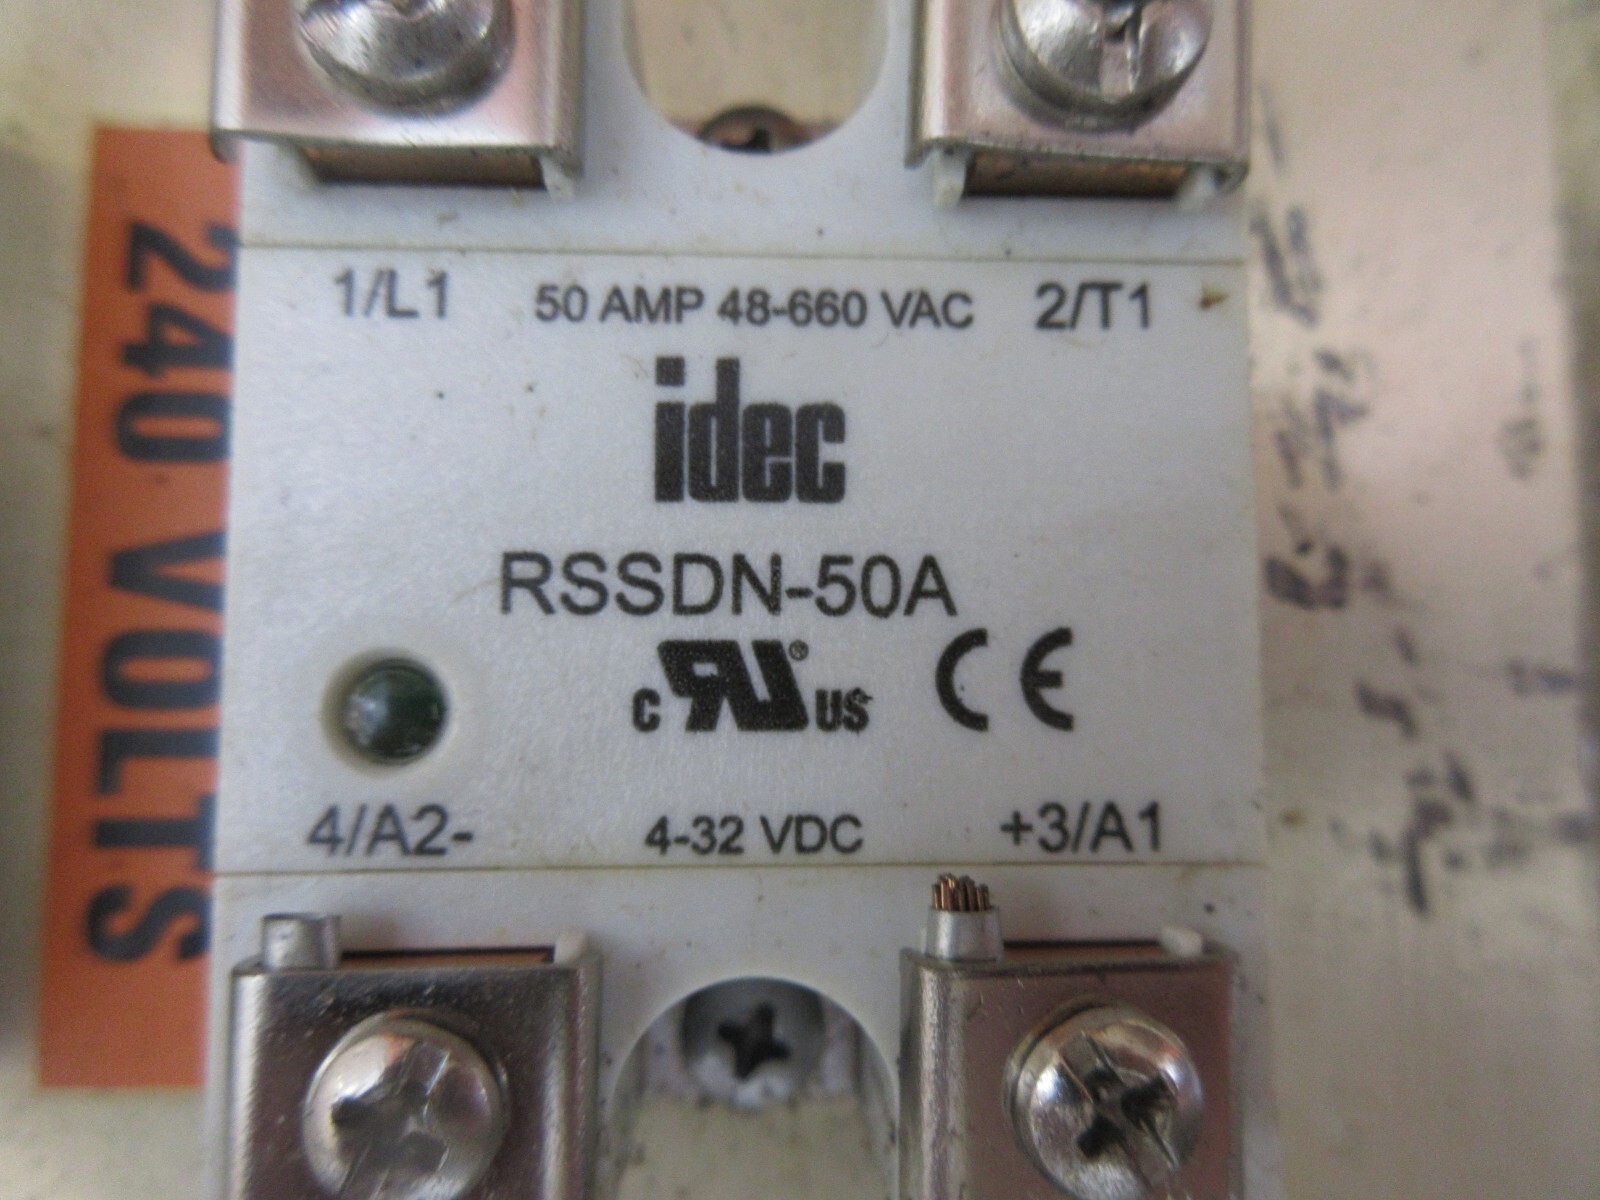 1/L1 50 AMP 48-660 VAC 2/T1
idec
RSSDN-50A
c RU® US CE
4/A2- 4-32 VDC +3/A1
240 VOLTS